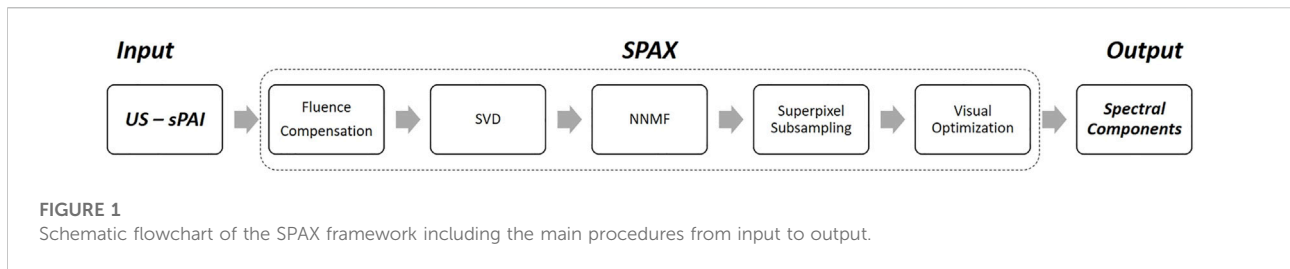 Input
SPAX
Output
US – sPAI
Fluence
Compensation
SVD
NNMF
Superpixel
Subsampling
Visual
Optimization
Spectral
Components
FIGURE 1
Schematic flowchart of the SPAX framework including the main procedures from input to output.